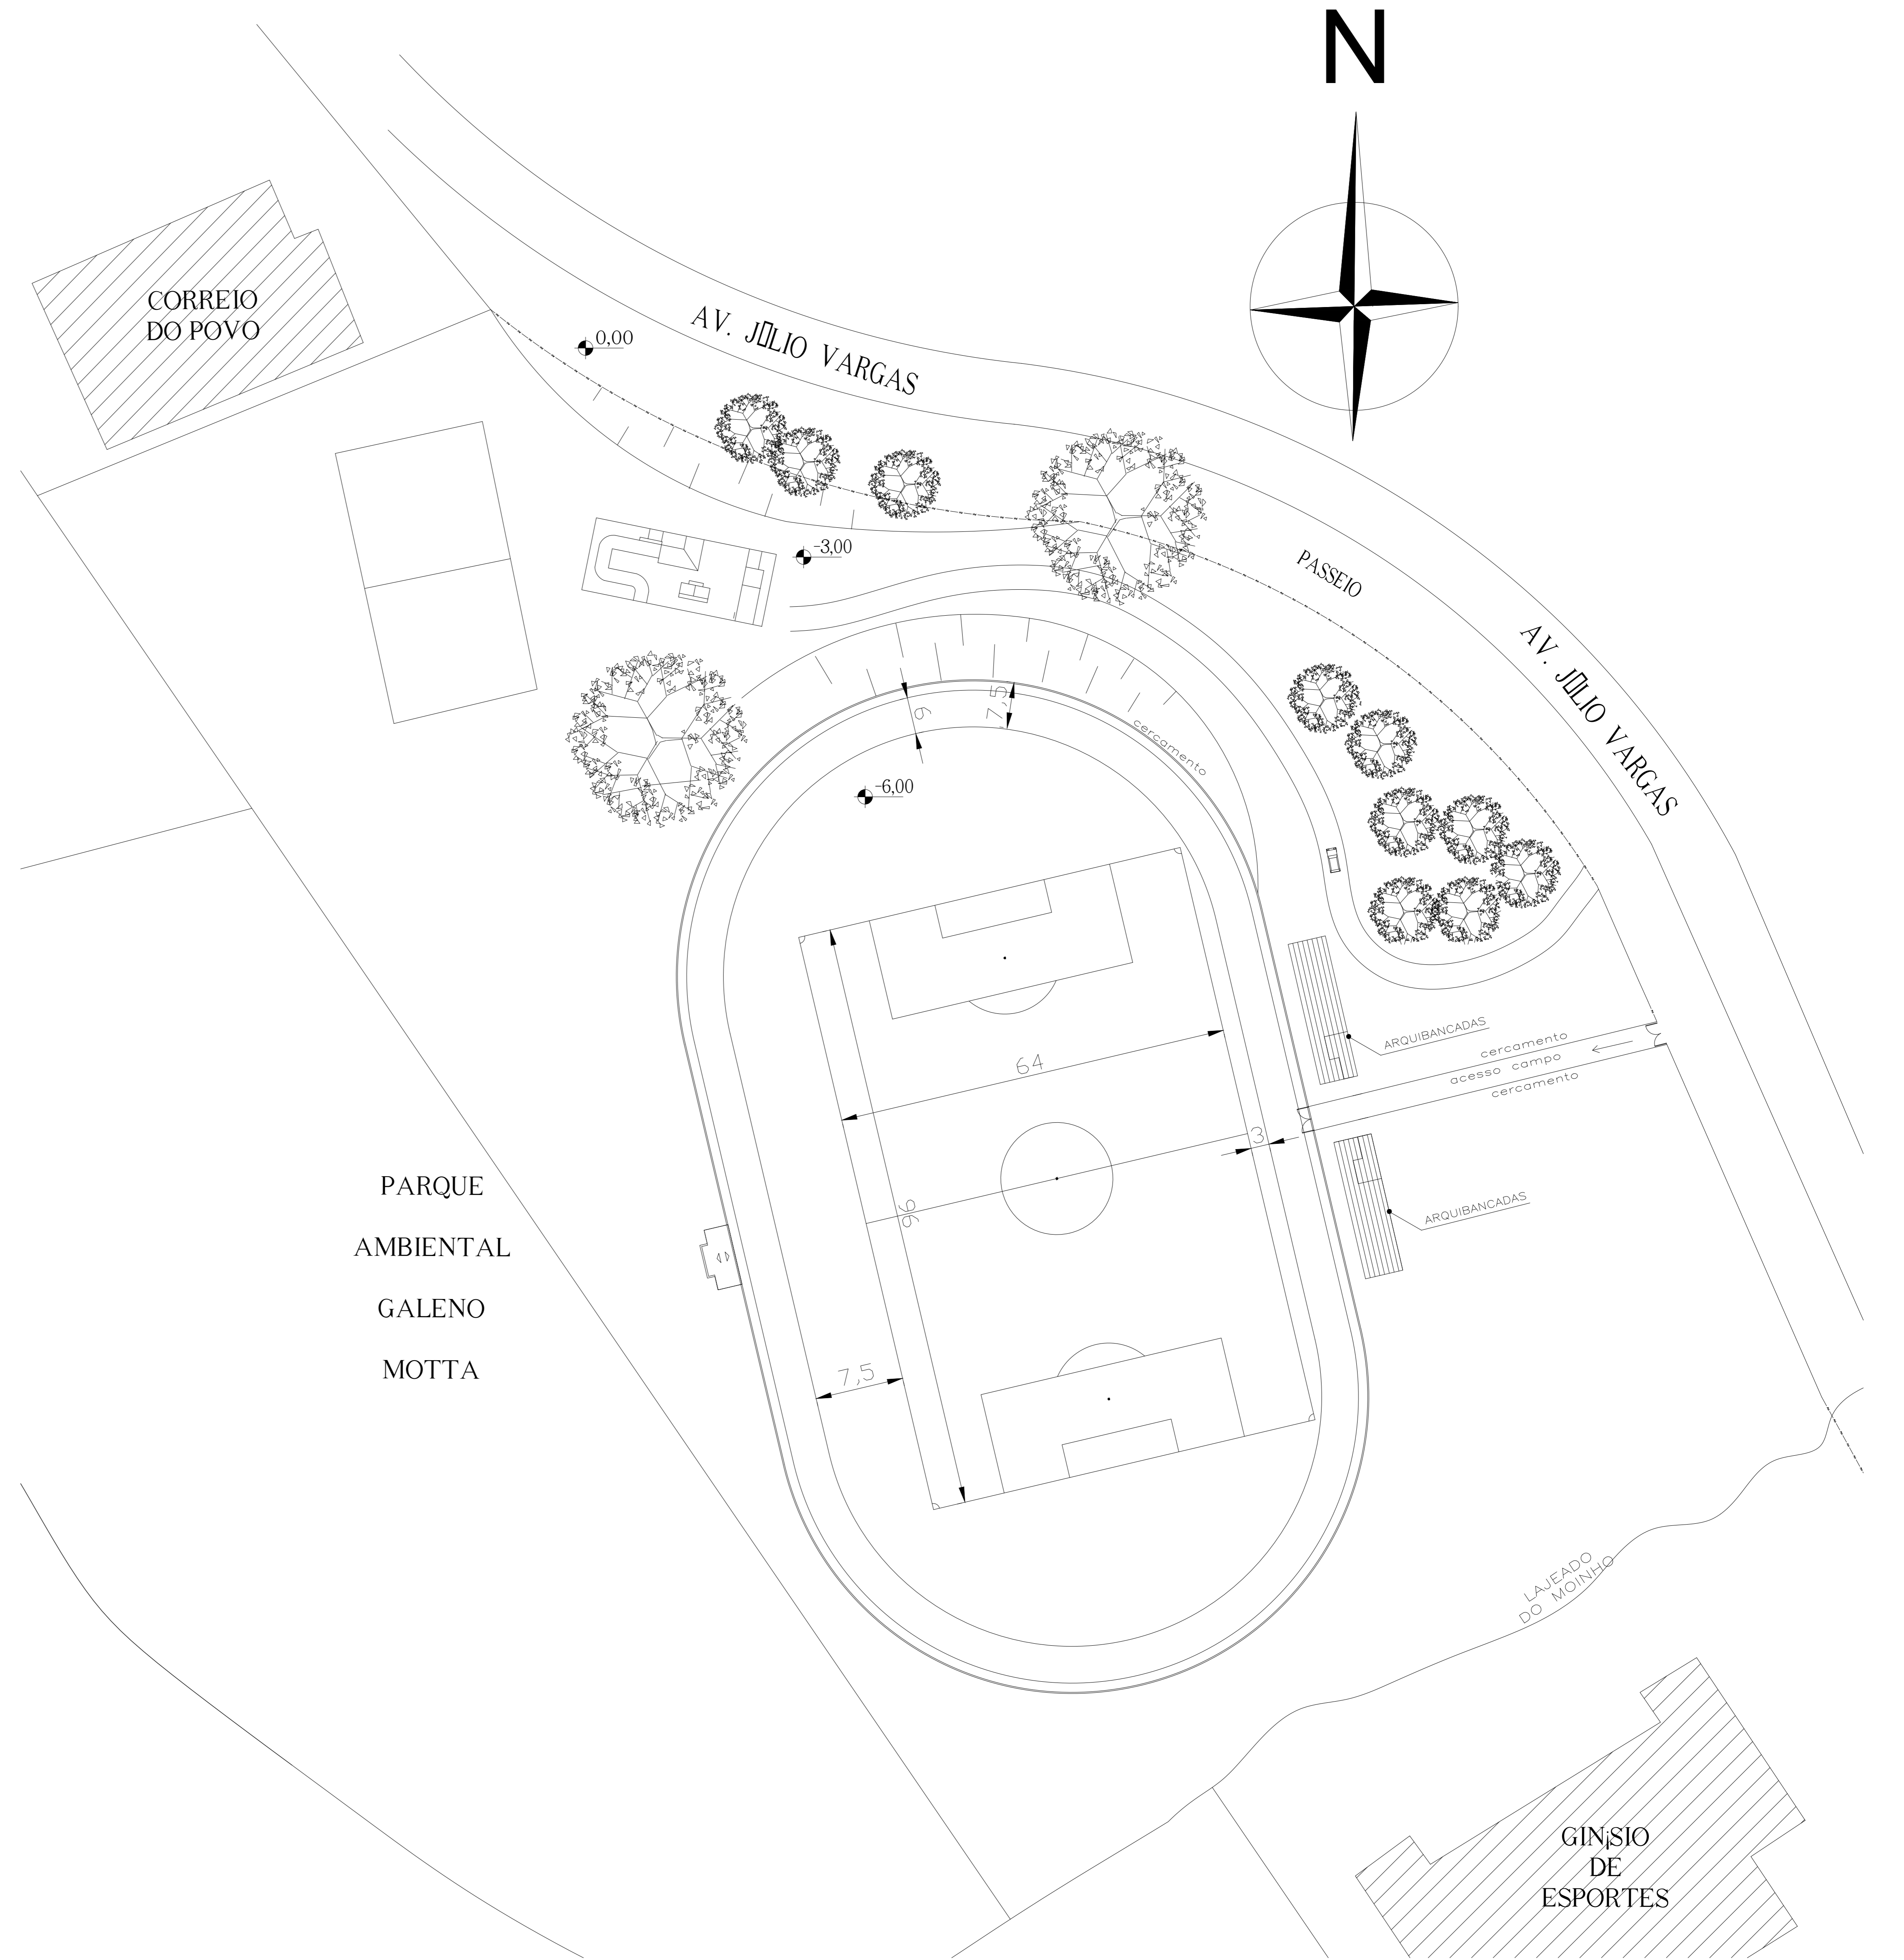 N
CORREIO
DO POVO
0,00
AV. J▯LIO VARGAS
-3,00
PASSEIO
AV. J▯LIO VARGAS
9
7,5
cercamento
-6,00
ARQUIBANCADAS
cercamento
acesso campo
cercamento
64
3
ARQUIBANCADAS
96
PARQUE
AMBIENTAL
GALENO
MOTTA
7,5
LAJEADO
DO MOINHO
GIN¡SIO
DE
ESPORTES